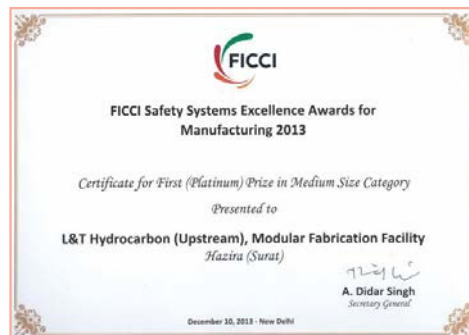 FICCI
FICCI Safety Systems Excellence Awards for
Manufacturing 2013
Certificate for First (Platinum) Prize in Medium Size Category
Presented to
L&T Hydrocarbon (Upstream), Modular Fabrication Facility
Hazira (Surat)
A. Didar Singh
Secretary General
December 10, 2013 - New Delhi